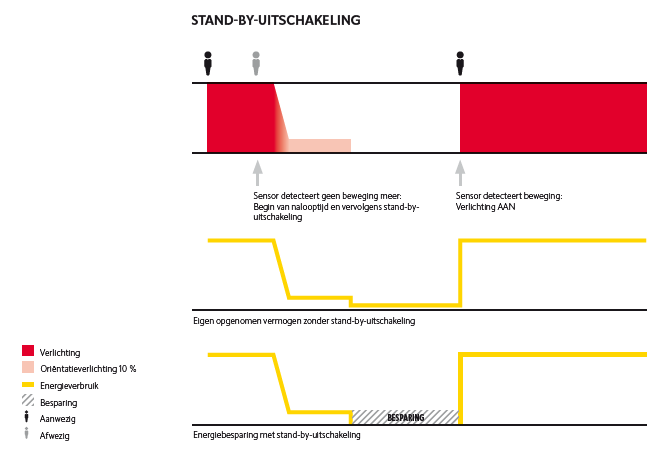 STAND-BY-UITSCHAKELING
Sensor detecteert geen beweging meer:
Begin van nalooptijd en vervolgens stand-by-
uitschakeling
Sensor detecteert beweging:
Verlichting AAN
Eigen opgenomen vermogen zonder stand-by-uitschakeling
Verlichting
Oriëntatieverlichting 10 %
Energieverbruik
Besparing
Aanwezig
Afwezig
BESPARING
Energiebesparing met stand-by-uitschakeling